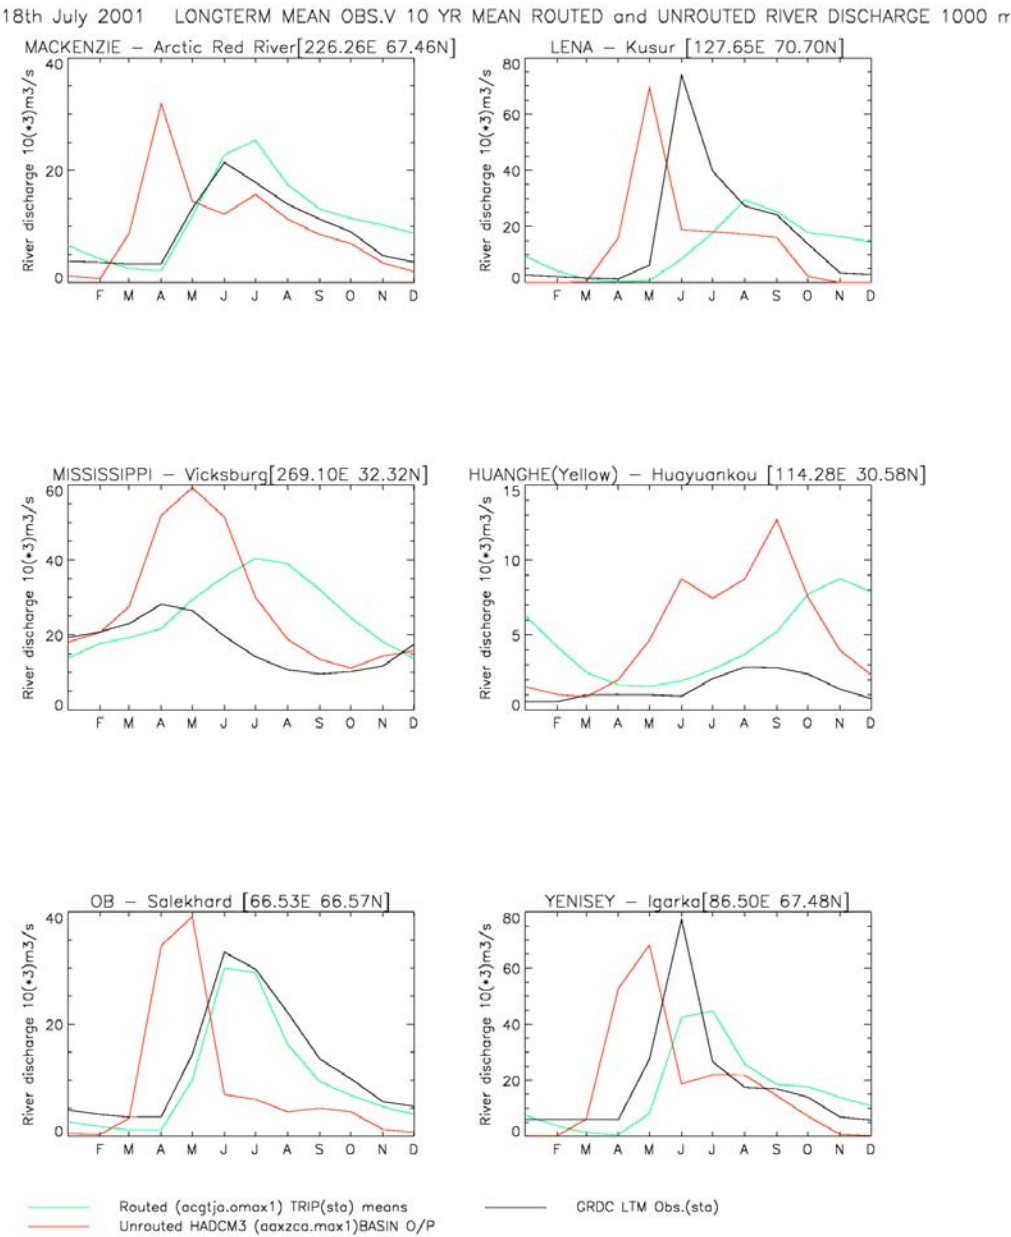 18th July 2001 LONGTERM MEAN OBS.V 10 YR MEAN ROUTED and UNROUTED RIVER DISCHARGE 1000 m
MACKENZIE – Arctic Red River[226.26E 67.46N]
River discharge 10(*3)m3/s
40
20
0
F M A M J J A S O N D
LENA – Kusur [127.65E 70.70N]
River discharge 10(*3)m3/s
80
60
40
20
0
F M A M J J A S O N D
MISSISSIPPI – Vicksburg[269.10E 32.32N]
River discharge 10(*3)m3/s
60
40
20
0
F M A M J J A S O N D
HUANGHE(Yellow) – Huayuankou [114.28E 30.58N]
River discharge 10(*3)m3/s
15
10
5
0
F M A M J J A S O N D
OB – Salekhard [66.53E 66.57N]
River discharge 10(*3)m3/s
40
20
0
F M A M J J A S O N D
YENISEY – Igarka[86.50E 67.48N]
River discharge 10(*3)m3/s
80
60
40
20
0
F M A M J J A S O N D
Routed (acgtja.omax1) TRIP(sta) means
GRDC LTM Obs.(sta)
Unrouted HADCM3 (aaxzca.max1)BASIN O/P